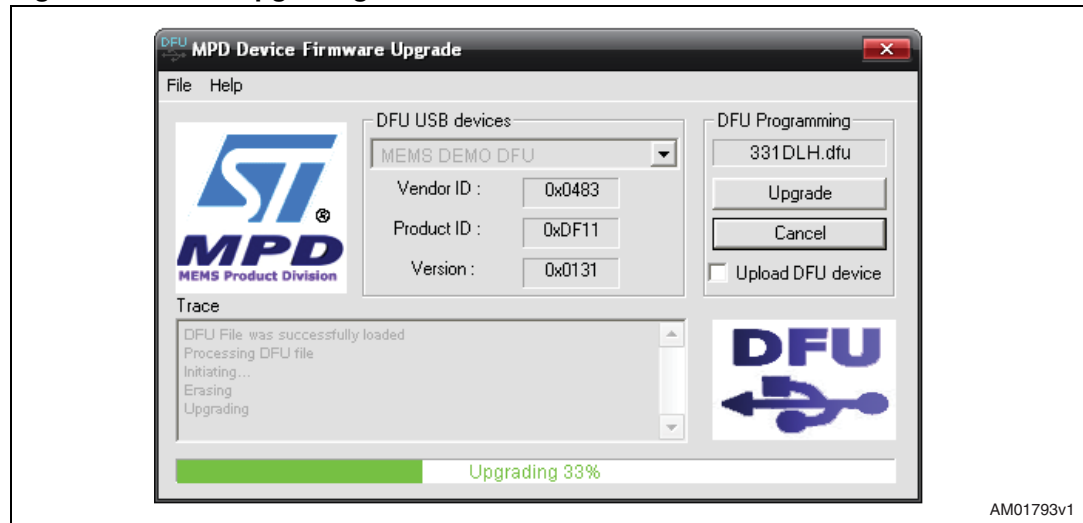 DFU MPD Device Firmware Upgrade
File Help
DFU USB devices
MEMS DEMO DFU
Vendor ID : 0x0483
Product ID : 0xDF11
Version : 0x0131
DFU Programming
331DLH.dfu
Upgrade
Cancel
Upload DFU device
ST ®
MPD
MEMS Product Division
Trace
DFU File was successfully loaded
Processing DFU file
Initiating...
Erasing
Upgrading
DFU
Upgrading 33%
AM01793v1